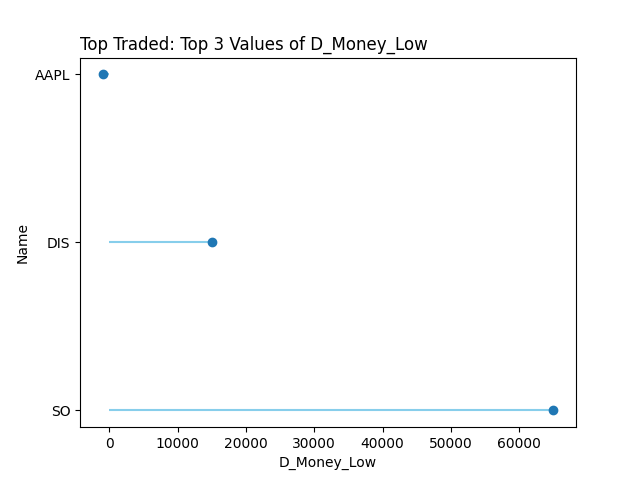 Top Traded: Top 3 Values of D_Money_Low
AAPL
DIS
SO
Name
0 10000 20000 30000 40000 50000 60000
D_Money_Low